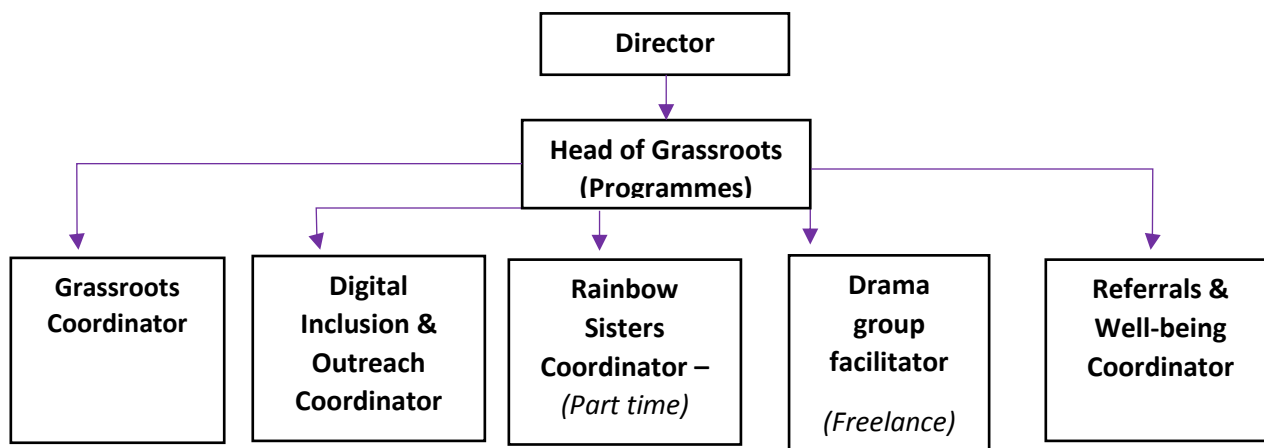 Director
Head of Grassroots
(Programmes)
Grassroots
Coordinator
Digital
Inclusion &
Outreach
Coordinator
Rainbow
Sisters
Coordinator –
(Part time)
Drama
group
facilitator
(Freelance)
Referrals &
Well-being
Coordinator